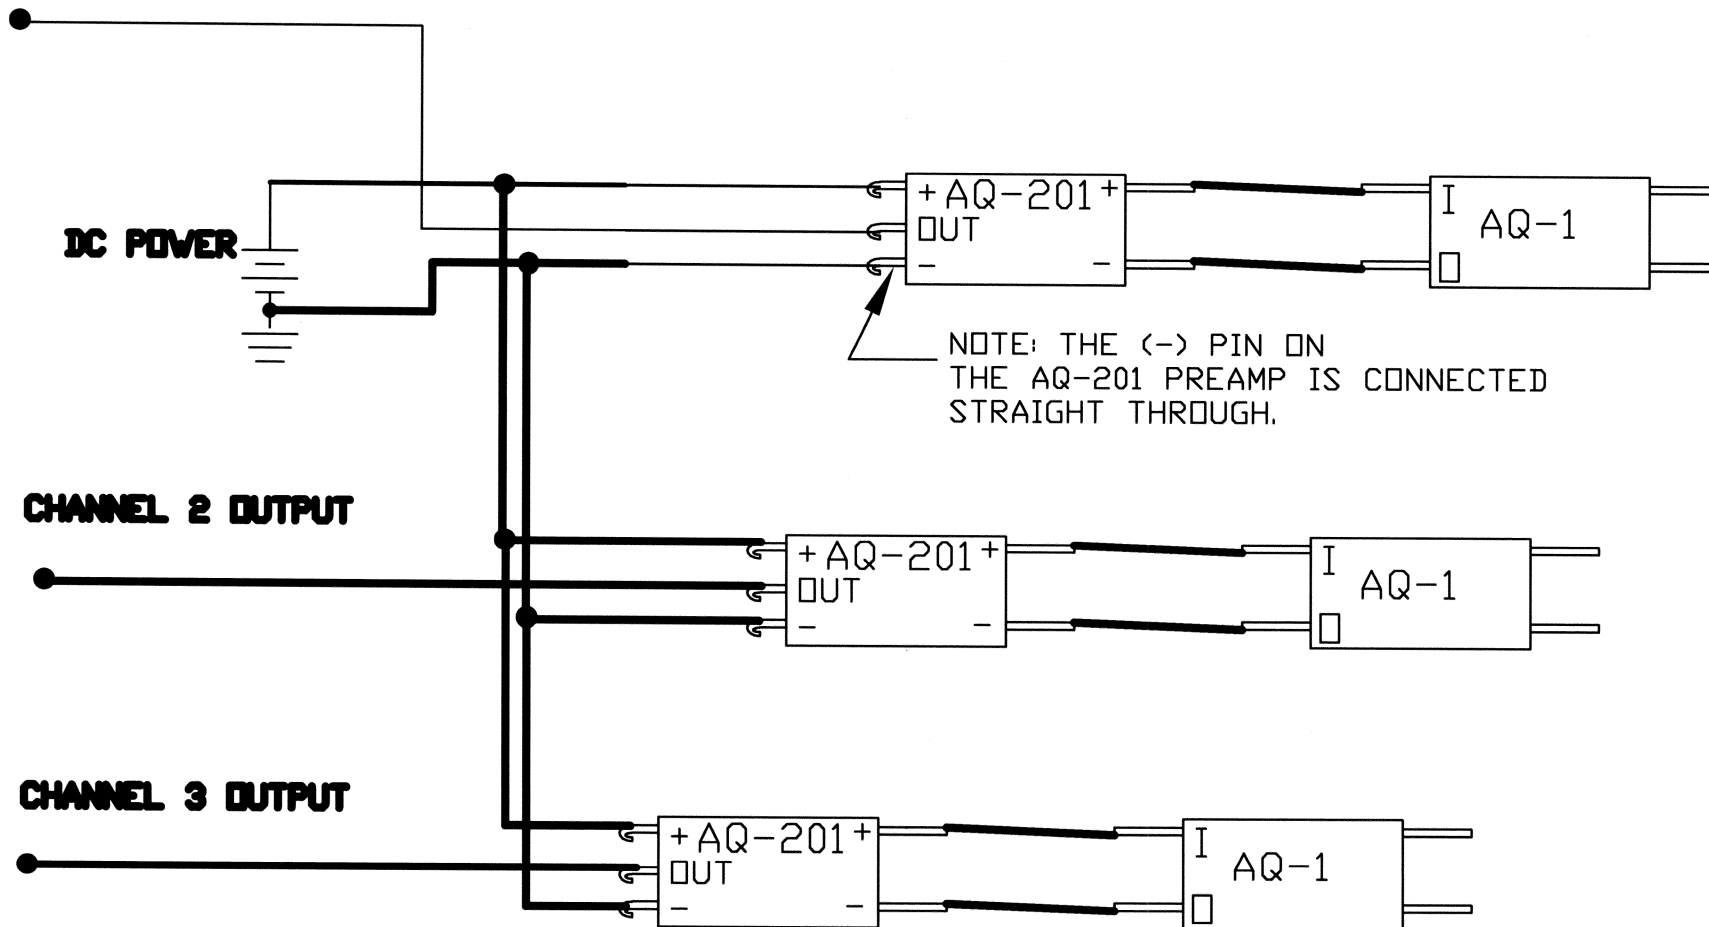 +AQ-201+
OUT
- -
I
AQ-1
O
DC POWER
NOTE: THE (-) PIN ON
THE AQ-201 PREAMP IS CONNECTED
STRAIGHT THROUGH.
CHANNEL 2 OUTPUT
+AQ-201+
OUT
- -
I
AQ-1
O
CHANNEL 3 OUTPUT
+AQ-201+
OUT
- -
I
AQ-1
O